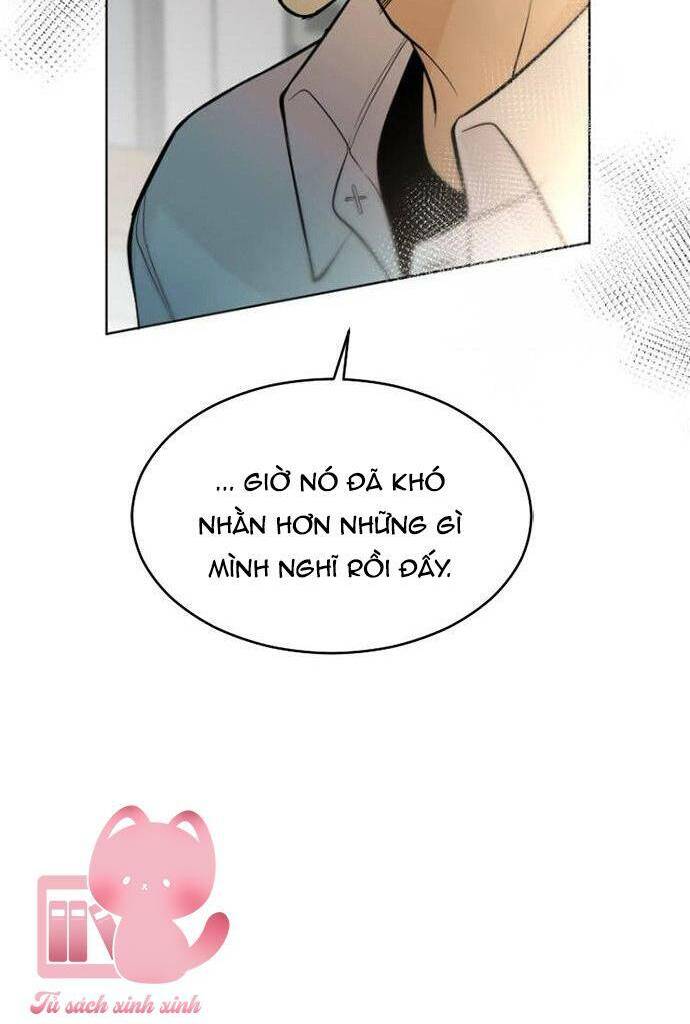 ... GIỜ NÓ ĐÃ KHÓ
NHẰN HƠN NHỮNG GÌ
MÌNH NGHĨ RỒI ĐẤY.
Tủ sách xinh xinh